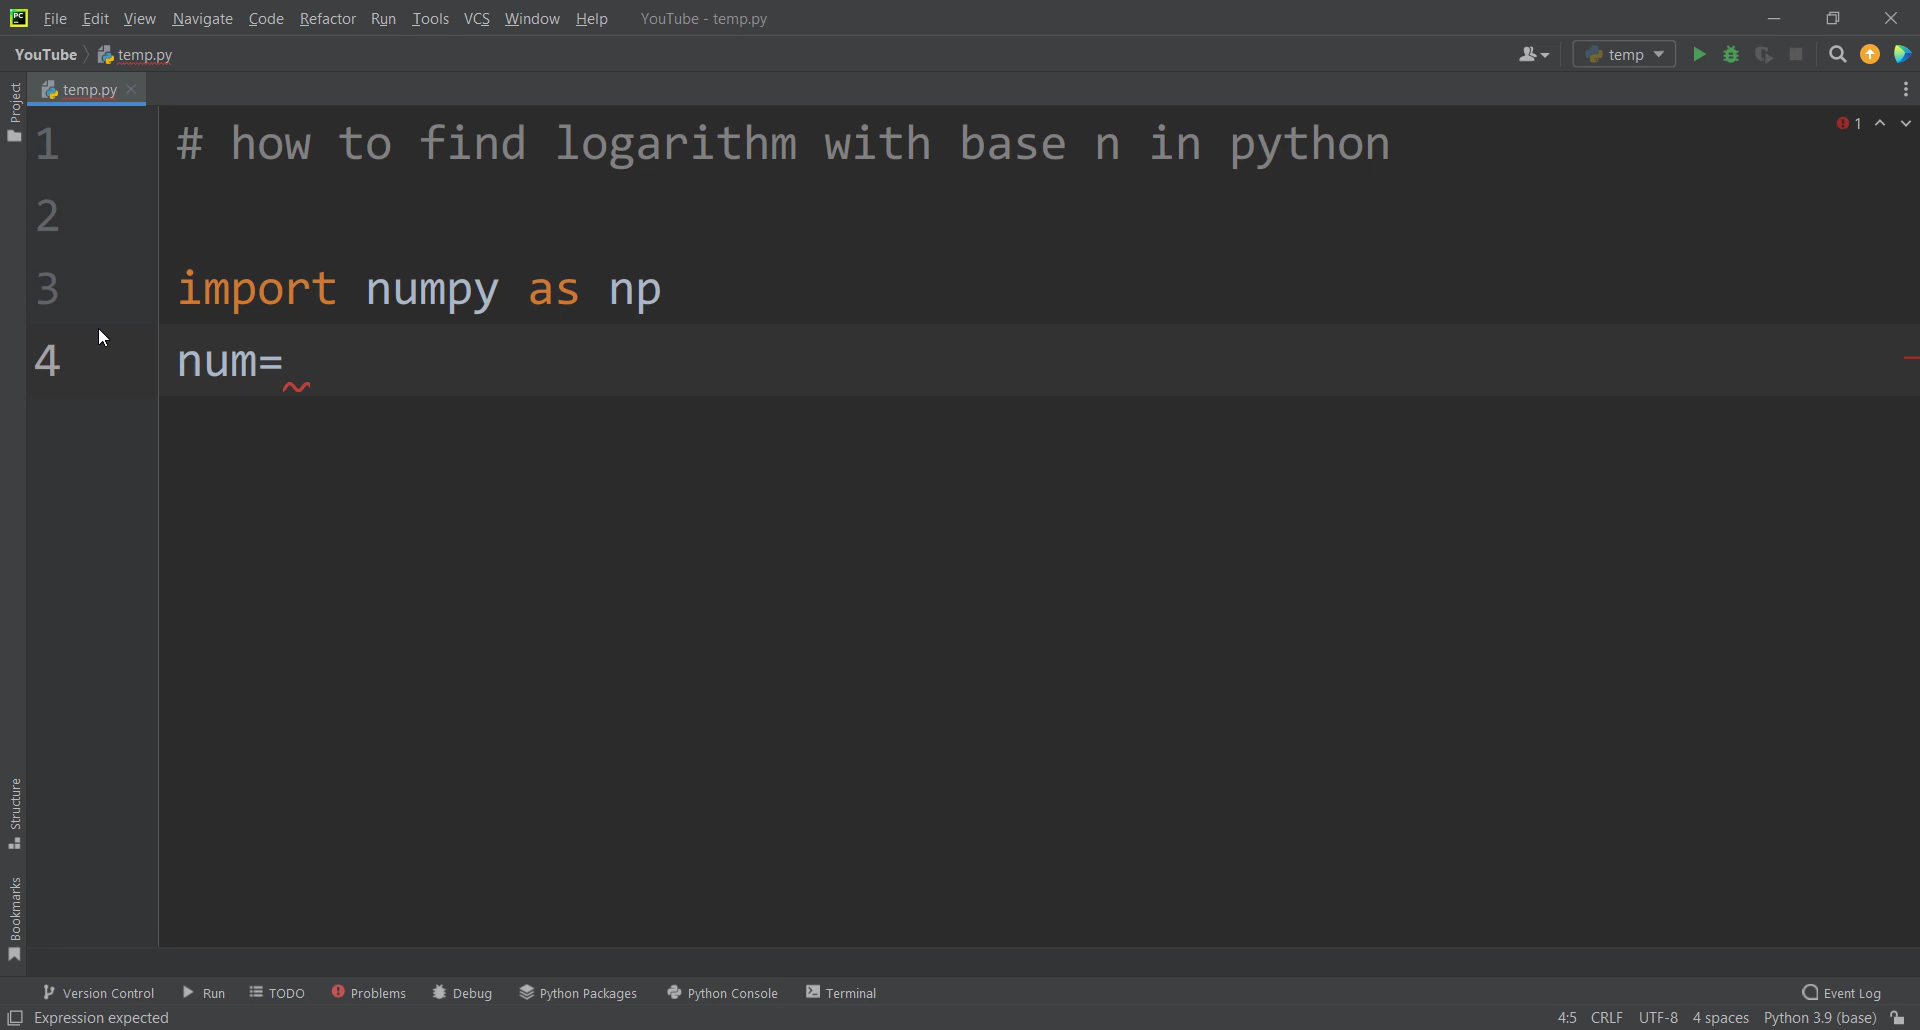 PC File Edit View Navigate Code Refactor Run Tools VCS Window Help YouTube - temp.py
YouTube temp.py temp
Project temp.py
1 # how to find logarithm with base n in python 1
2
3 import numpy as np
4 num=
Structure
Bookmarks
Version Control Run TODO Problems Debug Python Packages Python Console Terminal Event Log
Expression expected 4:5 CRLF UTF-8 4 spaces Python 3.9 (base)